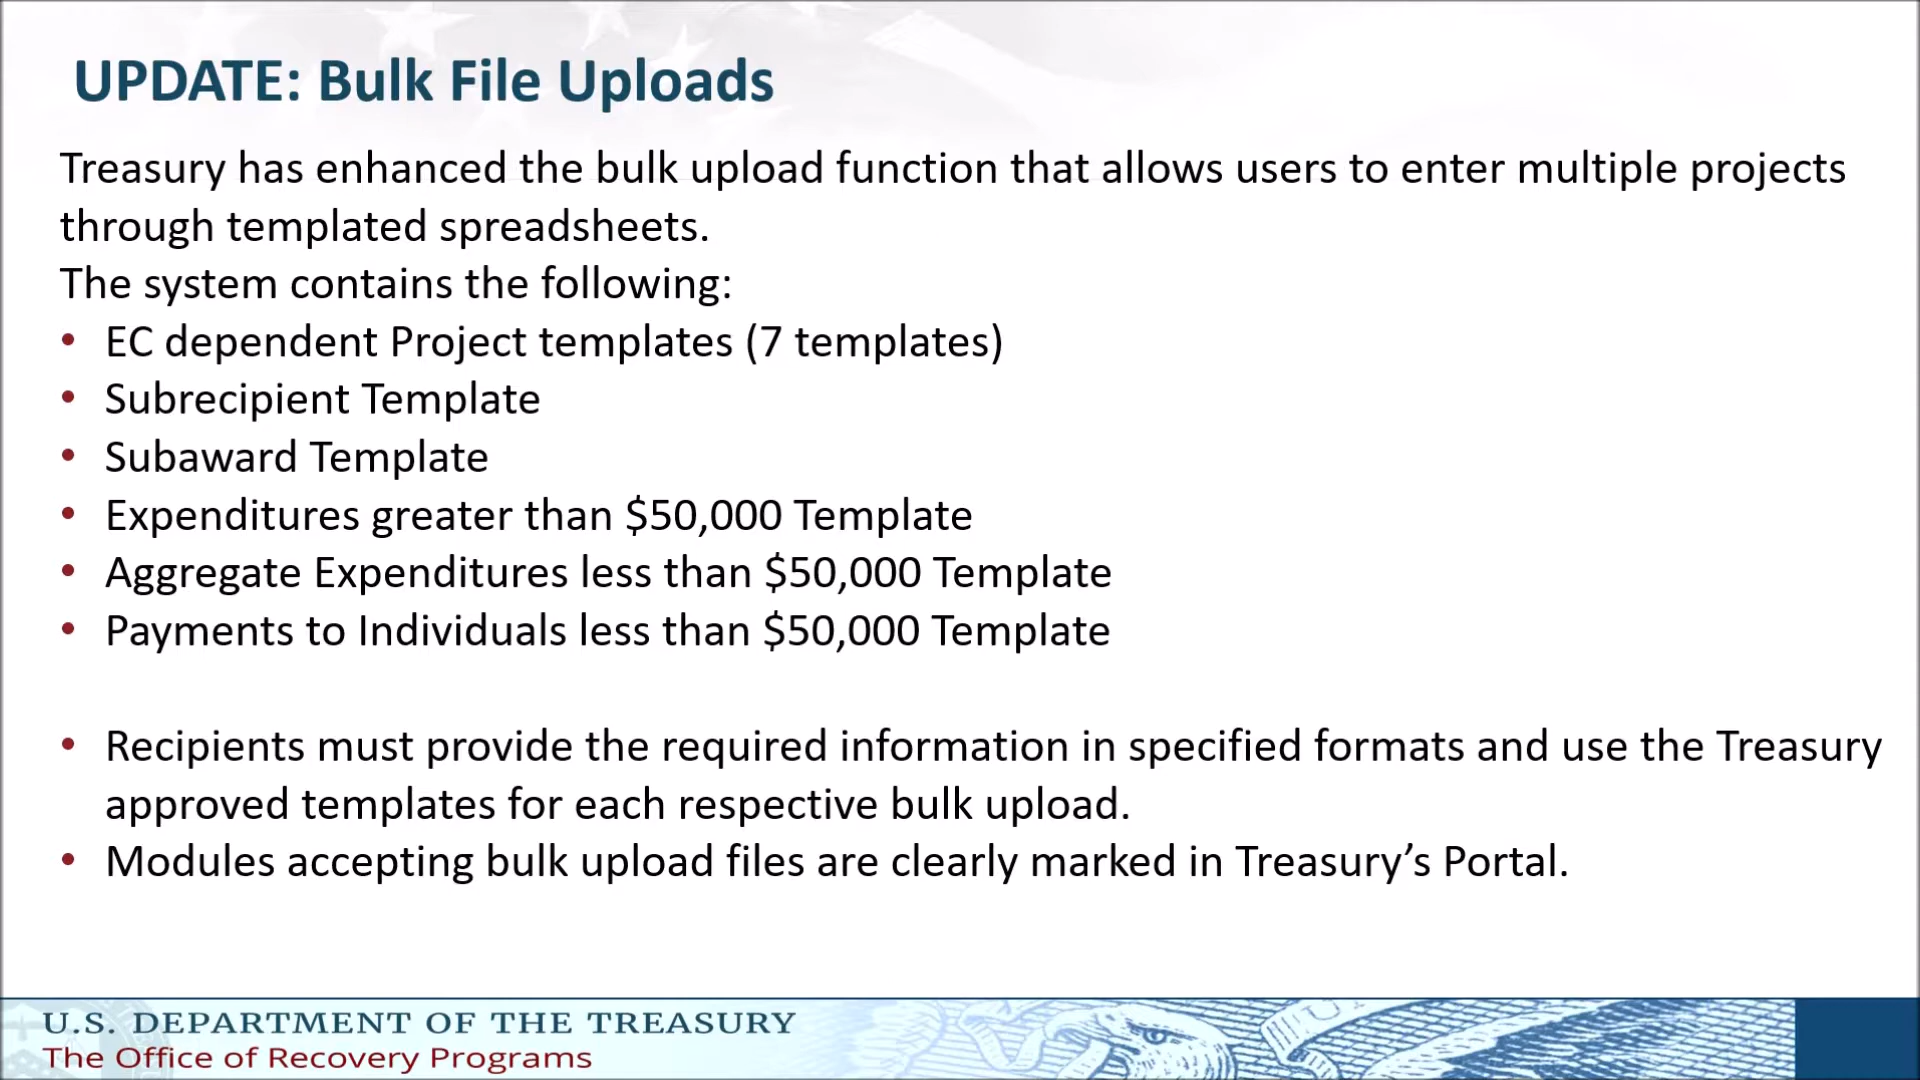 UPDATE: Bulk File Uploads
Treasury has enhanced the bulk upload function that allows users to enter multiple projects
through templated spreadsheets.
The system contains the following:
• EC dependent Project templates (7 templates)
• Subrecipient Template
• Subaward Template
• Expenditures greater than $50,000 Template
• Aggregate Expenditures less than $50,000 Template
• Payments to Individuals less than $50,000 Template
• Recipients must provide the required information in specified formats and use the Treasury
approved templates for each respective bulk upload.
• Modules accepting bulk upload files are clearly marked in Treasury’s Portal.
U.S. DEPARTMENT OF THE TREASURY
The Office of Recovery Programs